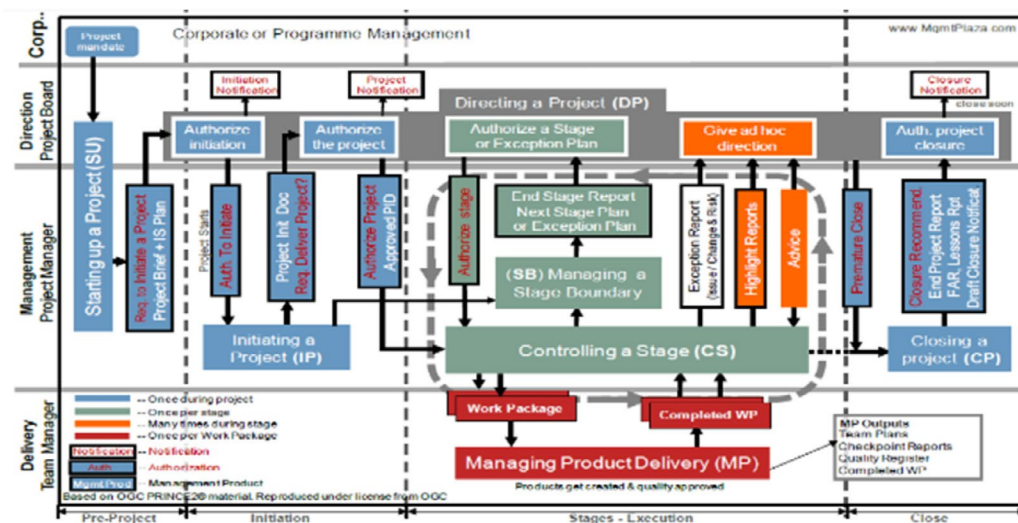 Corp..
Project
mandate
Corporate or Programme Management
www.MgmtPlaza.com
Direction
Project Board
Initiation
Notification
Project
Notification
Closure
Notification
close soon
Directing a Project (DP)
Authorize
initiation
Authorize
the project
Authorize a Stage
or Exception Plan
Give ad hoc
direction
Auth. project
closure
Management
Project Manager
Starting up a Project (SU)
Req. to Initiate a Project
Project Brief + IS Plan
Project Starts
Auth. To Initiate
Project Init. Doc
Req. Deliver Project?
Authorize Project
Approved PID
Authorize stage
End Stage Report
Next Stage Plan
or Exception Plan
(SB) Managing a
Stage Boundary
Exception Report
(Issue / Change & Risk)
Highlight Reports
Advice
Premature Close
Closure Recommend.
End Project Report
FAR, Lessons Rpt
Draft Closure Notificat
Initiating
a Project (IP)
Controlling a Stage (CS)
Closing a
project (CP)
Delivery
Team Manager
-- Once during project
-- Once per stage
-- Many times during stage
-- Once per Work Package
Notification -- Notification
Auth. -- Authorization
Mgmt Prod -- Management Product
Based on OGC PRINCE2® material. Reproduced under license from OGC
Work Package
Completed WP
Managing Product Delivery (MP)
Products get created & quality approved
MP Outputs
Team Plans
Checkpoint Reports
Quality Register
Completed WP
Pre-Project
Initiation
Stages - Execution
Close